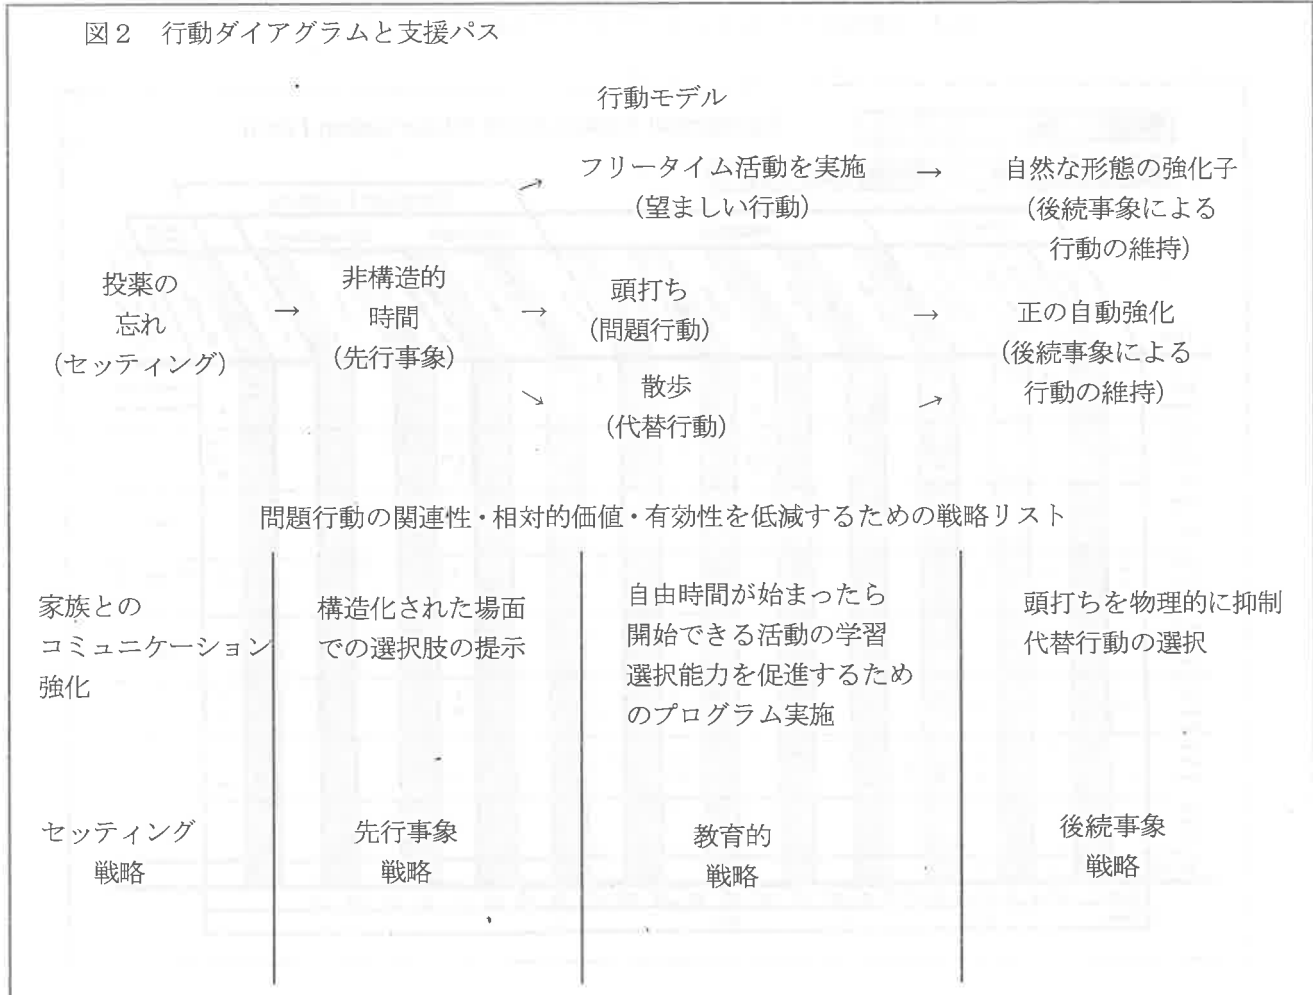 図2 行動ダイアグラムと支援パス
行動モデル
フリータイム活動を実施 → 自然な形態の強化子
(望ましい行動) (後続事象による
行動の維持)
投薬の
忘れ
(セッティング)
→
非構造的
時間
(先行事象)
→
頭打ち
(問題行動)
→
正の自動強化
(後続事象による
行動の維持)
散歩
(代替行動)
問題行動の関連性・相対的価値・有効性を低減するための戦略リスト
家族との
コミュニケーション
強化
構造化された場面
での選択肢の提示
自由時間が始まったら
開始できる活動の学習
選択能力を促進するため
のプログラム実施
頭打ちを物理的に抑制
代替行動の選択
セッティング
戦略
先行事象
戦略
教育的
戦略
後続事象
戦略